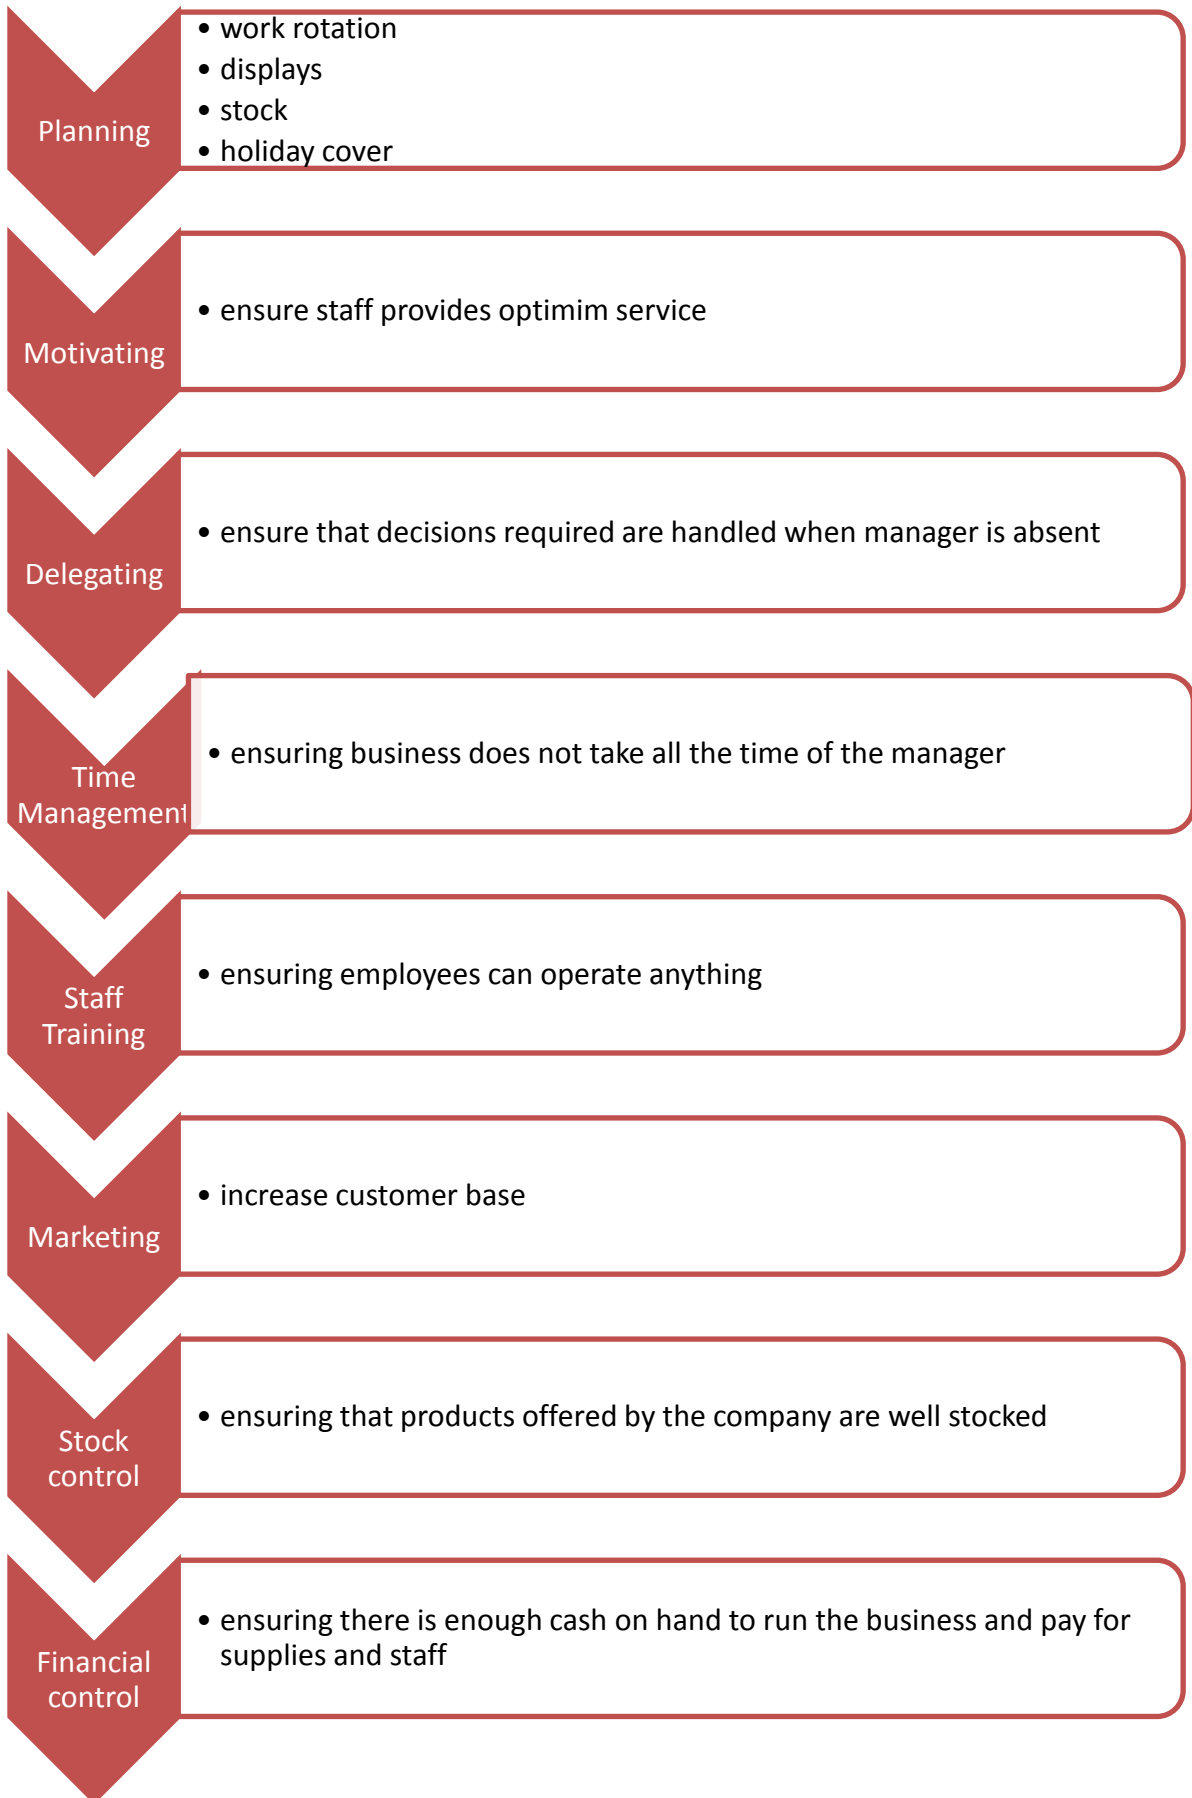 Planning
• work rotation
• displays
• stock
• holiday cover
Motivating
• ensure staff provides optimim service
Delegating
• ensure that decisions required are handled when manager is absent
Time
Management
• ensuring business does not take all the time of the manager
Staff
Training
• ensuring employees can operate anything
Marketing
• increase customer base
Stock
control
• ensuring that products offered by the company are well stocked
Financial
control
• ensuring there is enough cash on hand to run the business and pay for
supplies and staff